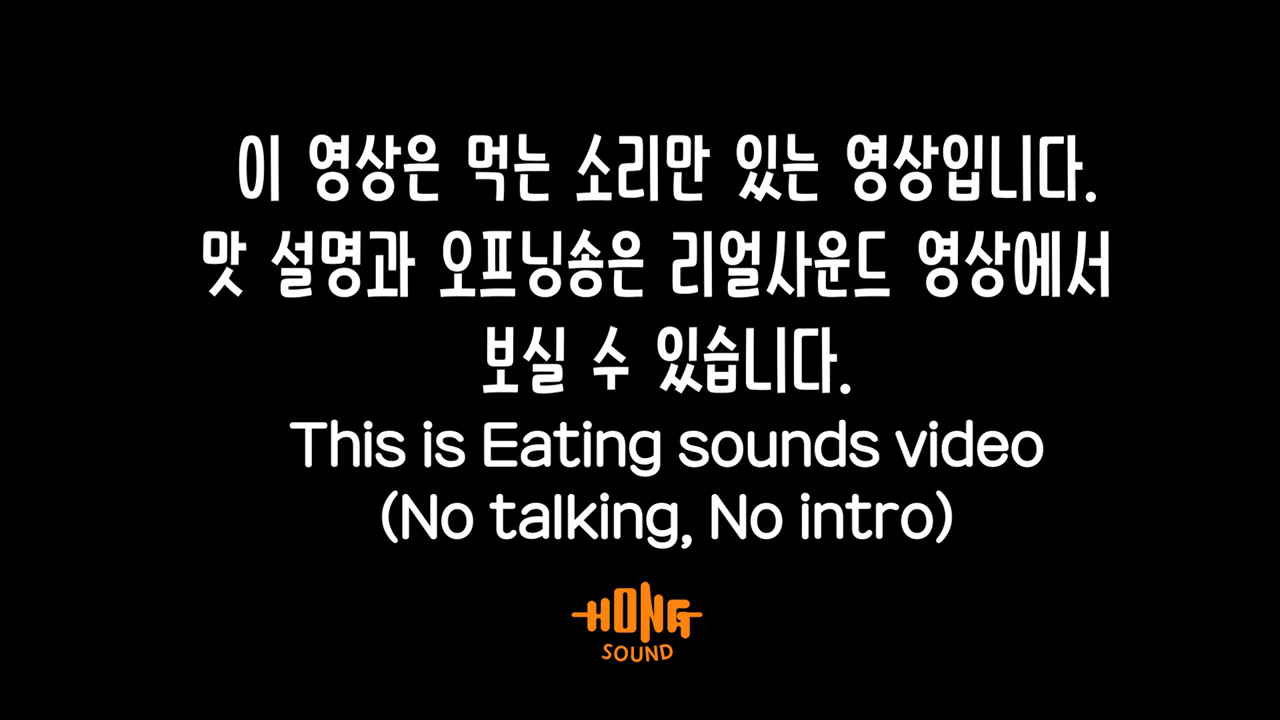 이 영상은 먹는 소리만 있는 영상입니다.
맛 설명과 오프닝송은 리얼사운드 영상에서
보실 수 있습니다.
This is Eating sounds video
(No talking, No intro)
HONG
SOUND